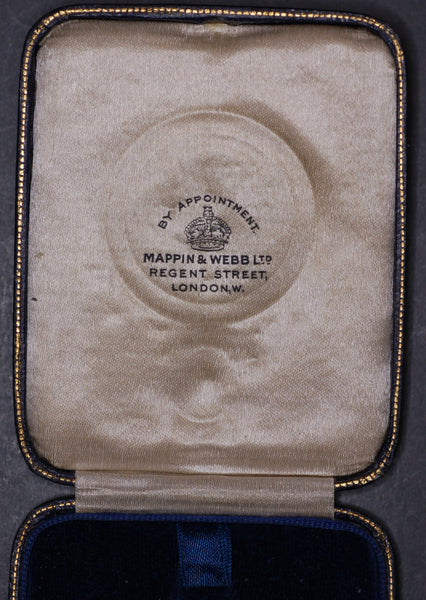 BY APPOINTMENT.
MAPPIN & WEBB LTD
REGENT STREET,
LONDON, W.